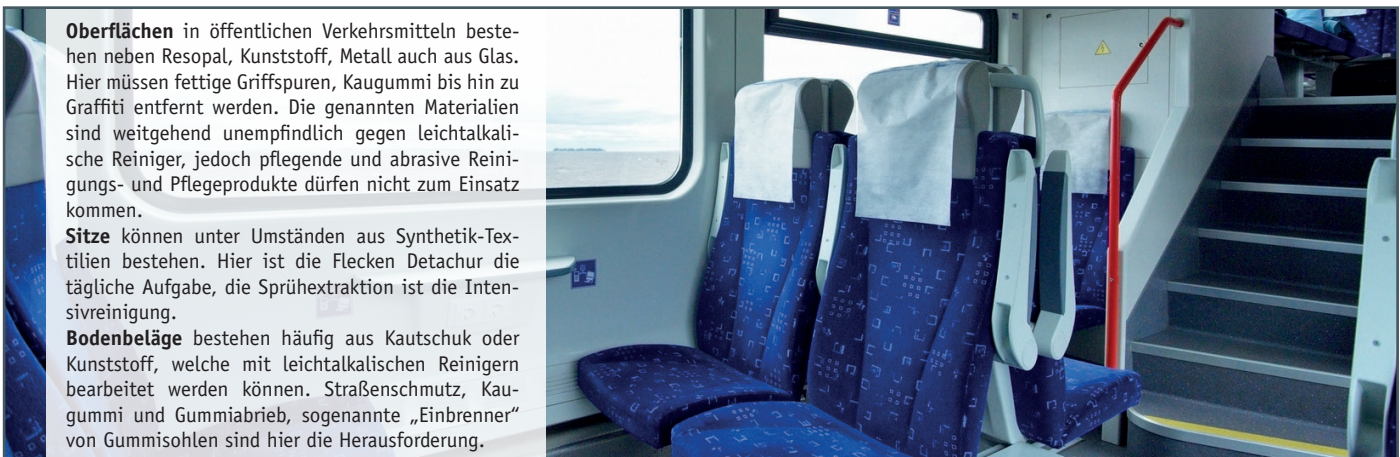 Oberflächen in öffentlichen Verkehrsmitteln beste-
hen neben Resopal, Kunststoff, Metall auch aus Glas.
Hier müssen fettige Griffspuren, Kaugummi bis hin zu
Graffiti entfernt werden. Die genannten Materialien
sind weitgehend unempfindlich gegen leichtalkali-
sche Reiniger, jedoch pflegende und abrasive Reini-
gungs- und Pflegeprodukte dürfen nicht zum Einsatz
kommen.
Sitze können unter Umständen aus Synthetik-Tex-
tilien bestehen. Hier ist die Flecken Detachur die
tägliche Aufgabe, die Sprühextraktion ist die Inten-
sivreinigung.
Bodenbeläge bestehen häufig aus Kautschuk oder
Kunststoff, welche mit leichtalkalischen Reinigern
bearbeitet werden können. Straßenschmutz, Kau-
gummi und Gummiabrieb, sogenannte „Einbrenner“
von Gummisohlen sind hier die Herausforderung.